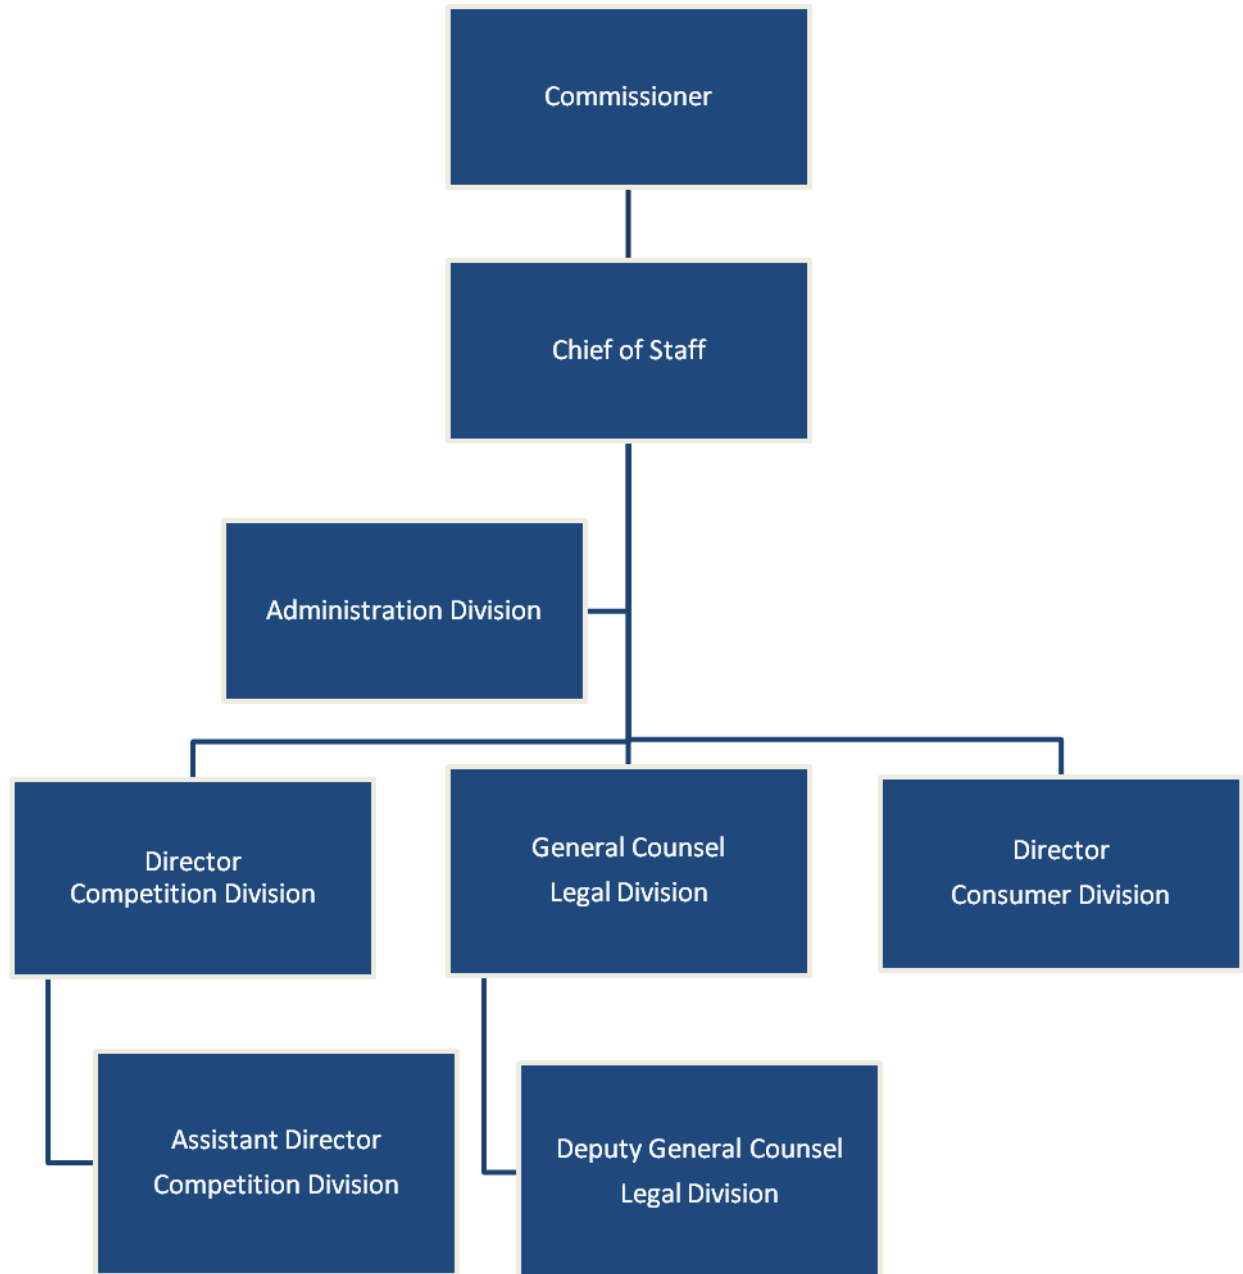 Commissioner
Chief of Staff
Administration Division
Director
Competition Division
General Counsel
Legal Division
Director
Consumer Division
Assistant Director
Competition Division
Deputy General Counsel
Legal Division